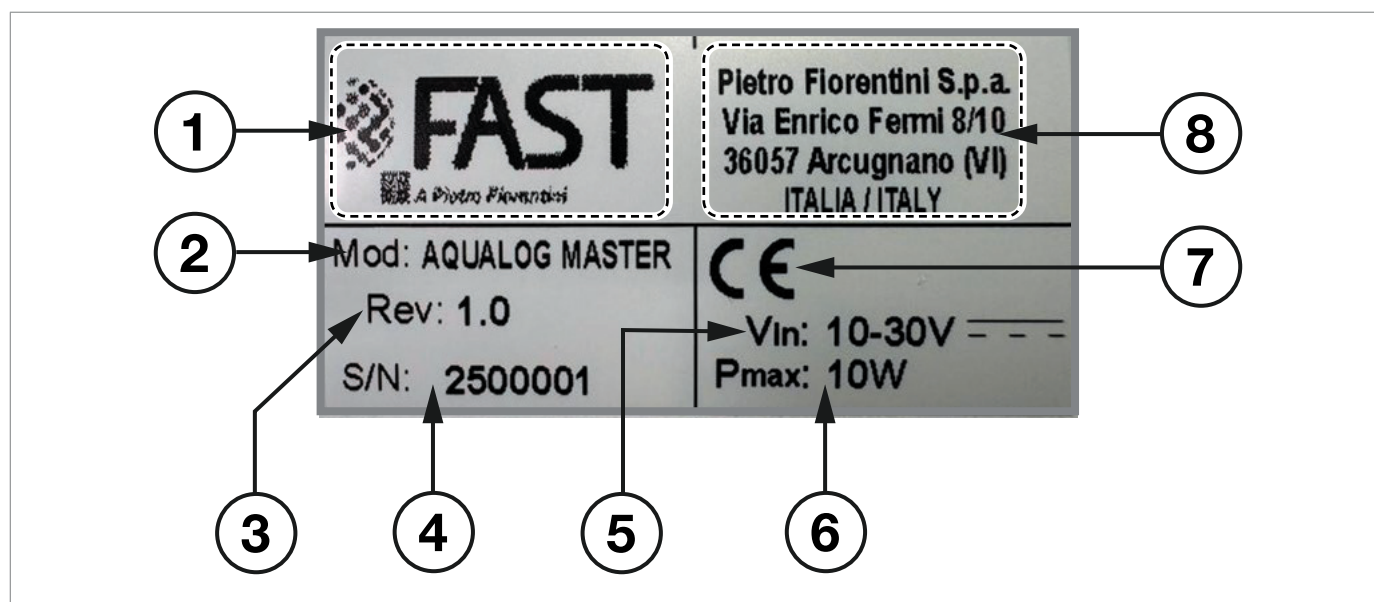 FAST
A Pietro Fiorentini
Pietro Fiorentini S.p.a.
Via Enrico Fermi 8/10
36057 Arcugnano (VI)
ITALIA / ITALY
Mod: AQUALOG MASTER
Rev: 1.0
S/N: 2500001
CE
Vin: 10-30V
Pmax: 10W
1
2
3
4
5
6
7
8